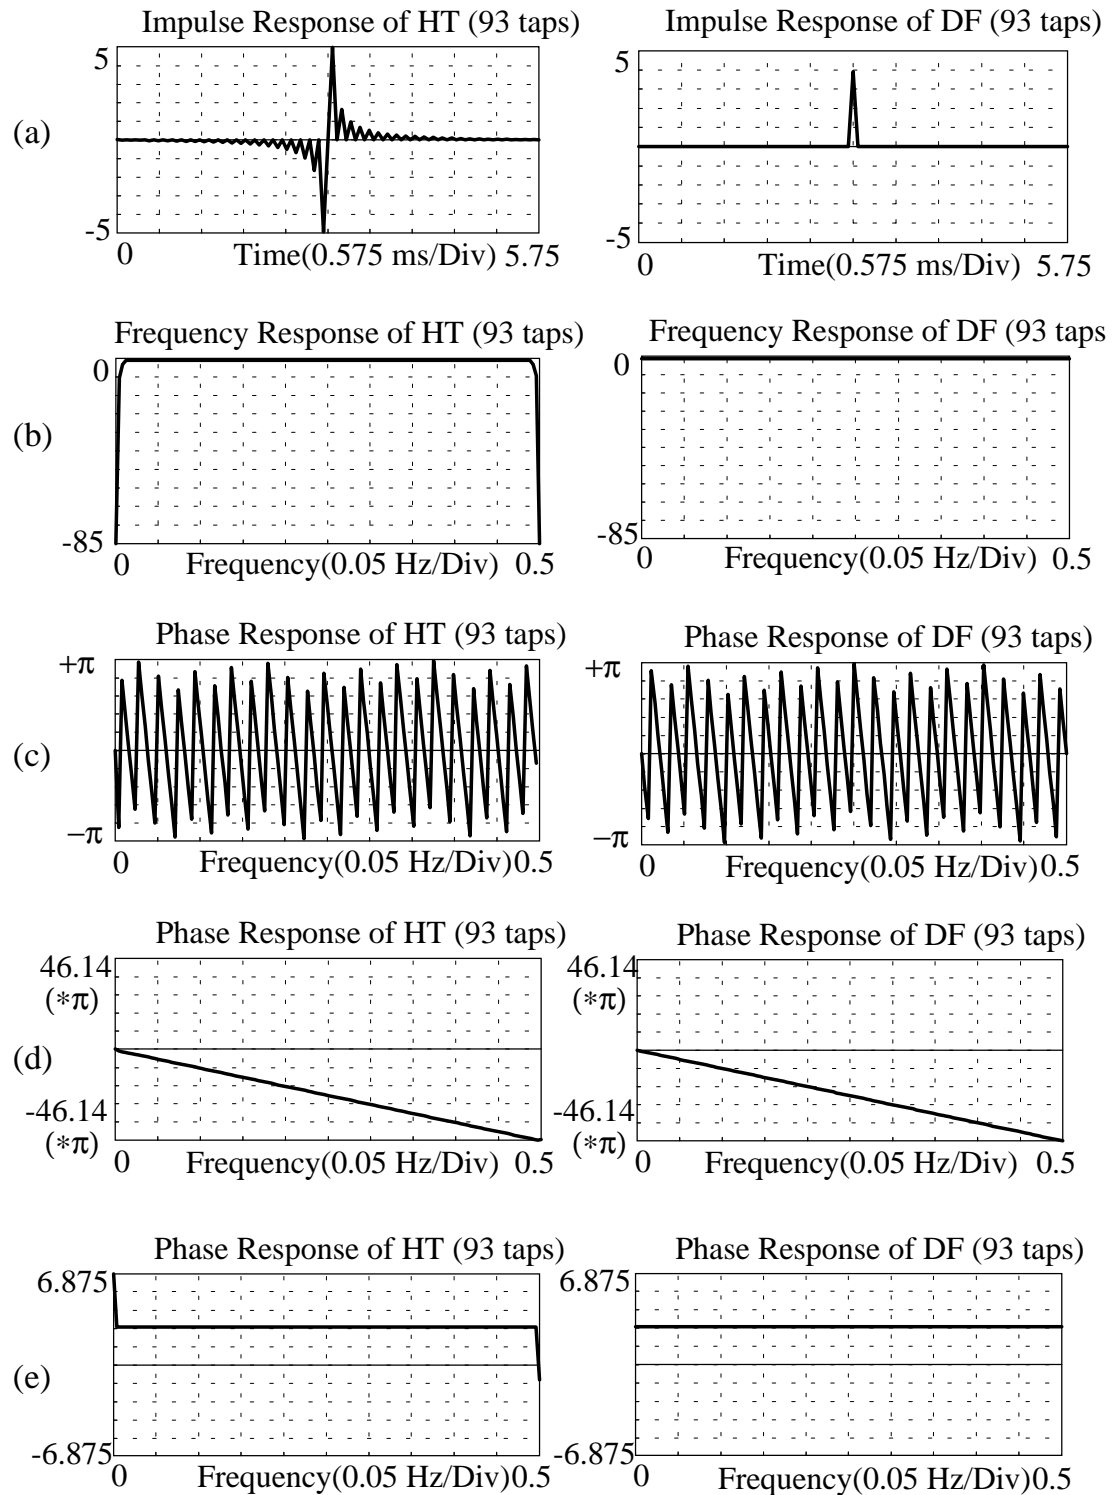 Impulse Response of HT (93 taps)
Impulse Response of DF (93 taps)
(a)
5
-5
0 Time(0.575 ms/Div) 5.75
5
-5
0 Time(0.575 ms/Div) 5.75
Frequency Response of HT (93 taps)
Frequency Response of DF (93 taps
(b)
0
-85
0 Frequency(0.05 Hz/Div) 0.5
0
-85
0 Frequency(0.05 Hz/Div) 0.5
Phase Response of HT (93 taps)
Phase Response of DF (93 taps)
(c)
+π
−π
0 Frequency(0.05 Hz/Div)0.5
+π
−π
0 Frequency(0.05 Hz/Div) 0.5
Phase Response of HT (93 taps)
Phase Response of DF (93 taps)
(d)
46.14
(*π)
-46.14
(*π)
0 Frequency(0.05 Hz/Div) 0.5
46.14
(*π)
-46.14
(*π)
0 Frequency(0.05 Hz/Div) 0.5
Phase Response of HT (93 taps)
Phase Response of DF (93 taps)
(e)
6.875
-6.875
0 Frequency(0.05 Hz/Div)0.5
6.875
-6.875
0 Frequency(0.05 Hz/Div) 0.5